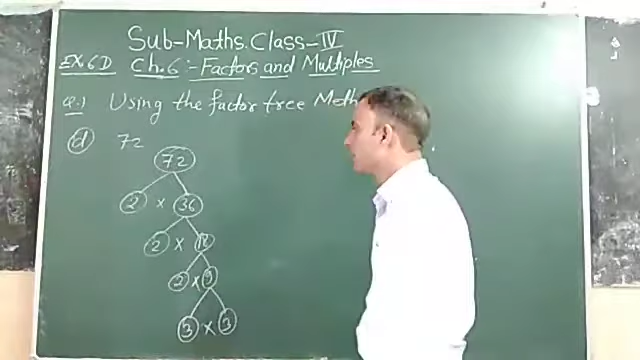 Sub-Maths. Class-IV
EX.6D Ch.6:- Factors and Multiples
Q.1 Using the factor tree Meth
d 72
72
2 × 36
2 × 18
2 × 9
3 × 3